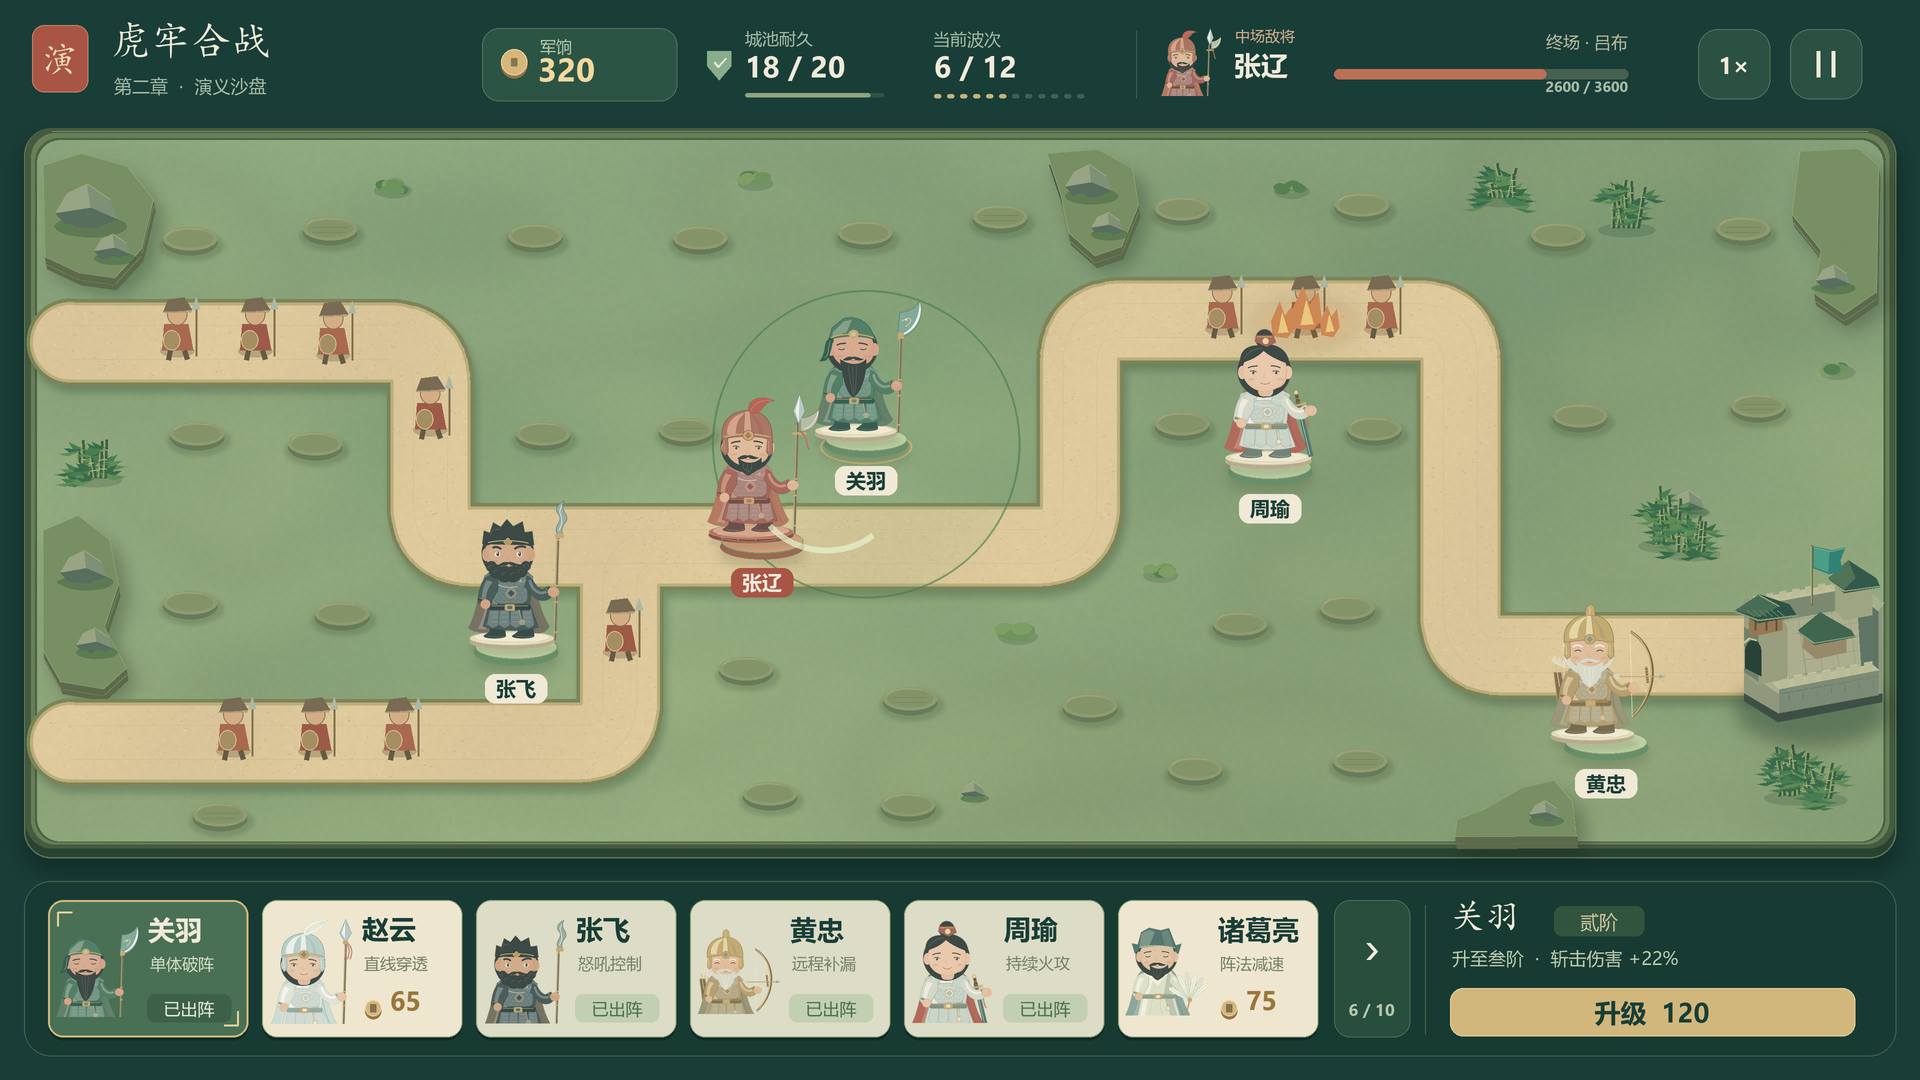 演
虎牢合战
第二章 · 演义沙盘
军饷
320
城池耐久
18 / 20
当前波次
6 / 12
中场敌将
张辽
终场 · 吕布
2600 / 3600
1×
关羽
周瑜
张辽
张飞
黄忠
关羽
单体破阵
已出阵
赵云
直线穿透
65
张飞
怒吼控制
已出阵
黄忠
远程补漏
已出阵
周瑜
持续火攻
已出阵
诸葛亮
阵法减速
75
›
6 / 10
关羽
贰阶
升至叁阶 · 斩击伤害 +22%
升级 120